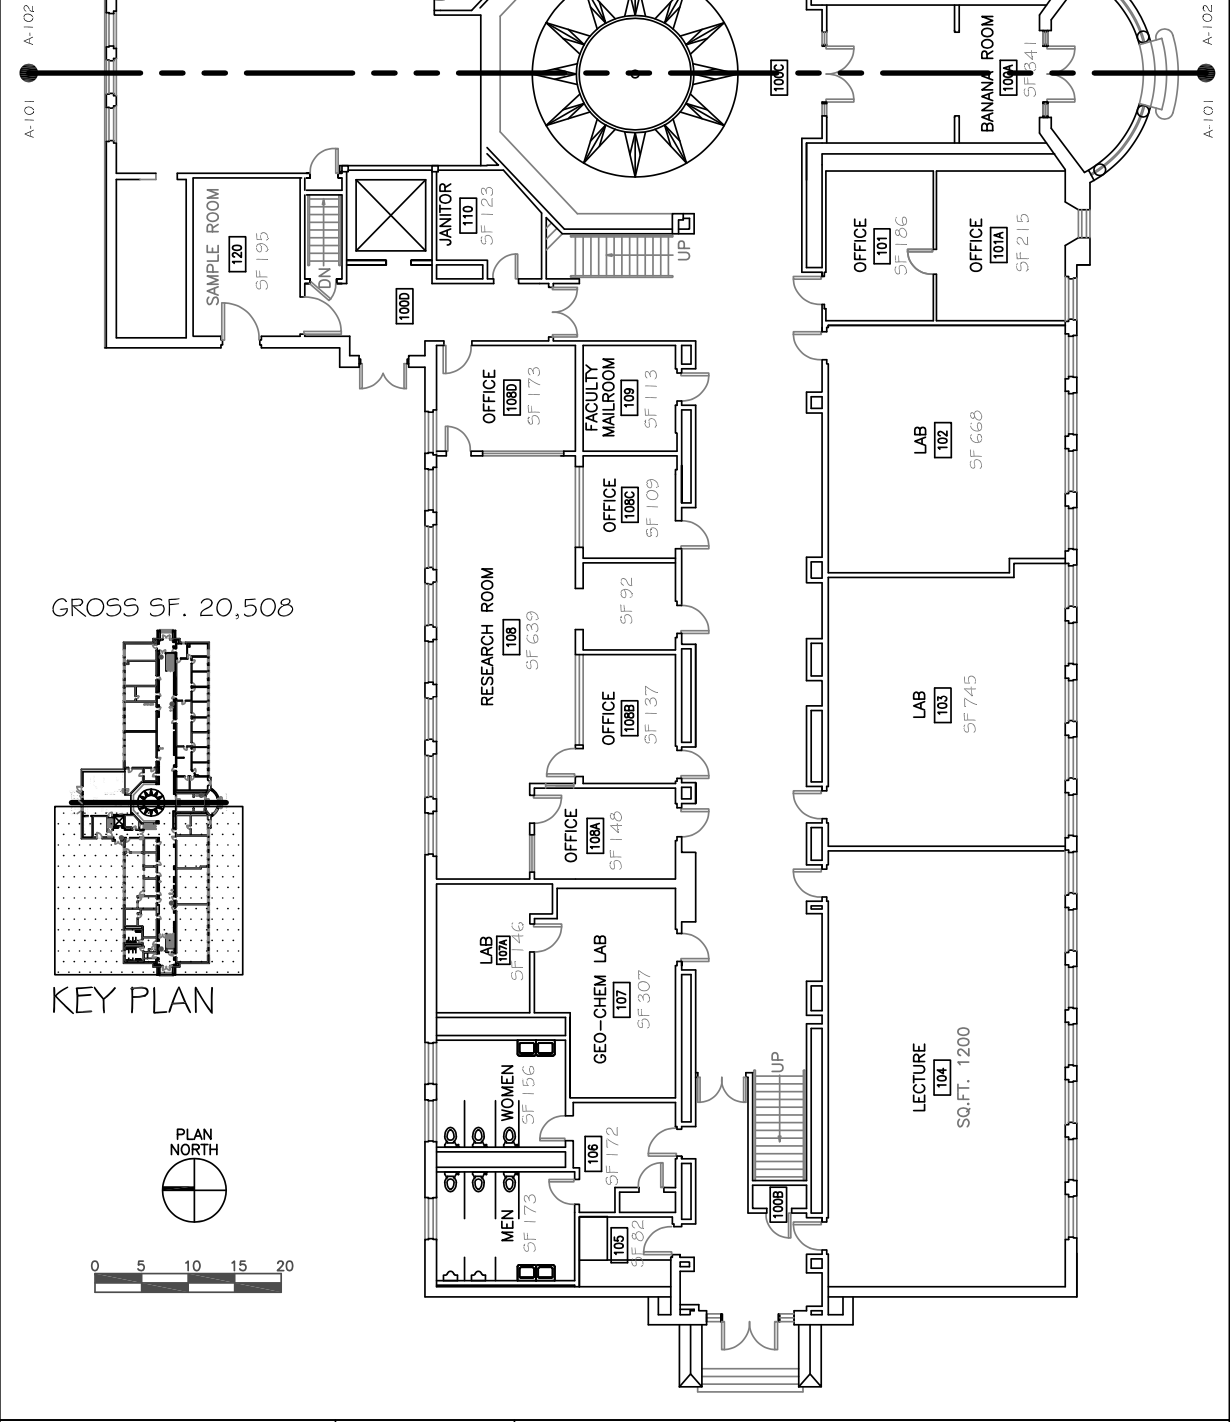 A-102
A-101
A-102
A-101
100C
BANANA ROOM
100A
SF 341
SAMPLE ROOM
120
SF 195
DN
JANITOR
110
SF 123
UP
100D
OFFICE
101
SF 186
OFFICE
101A
SF 215
OFFICE
108D
SF 173
FACULTY
MAILROOM
109
SF 113
LAB
102
SF 668
OFFICE
108C
SF 109
RESEARCH ROOM
108
SF 639
SF 92
OFFICE
108B
SF 137
LAB
103
SF 745
GROSS SF. 20,508
KEY PLAN
OFFICE
108A
SF 148
LAB
107A
SF 146
GEO-CHEM LAB
107
SF 307
WOMEN
SF 156
UP
LECTURE
104
SQ.FT. 1200
106
SF 172
MEN
SF 173
105
SF 82
100B
PLAN
NORTH
0 5 10 15 20